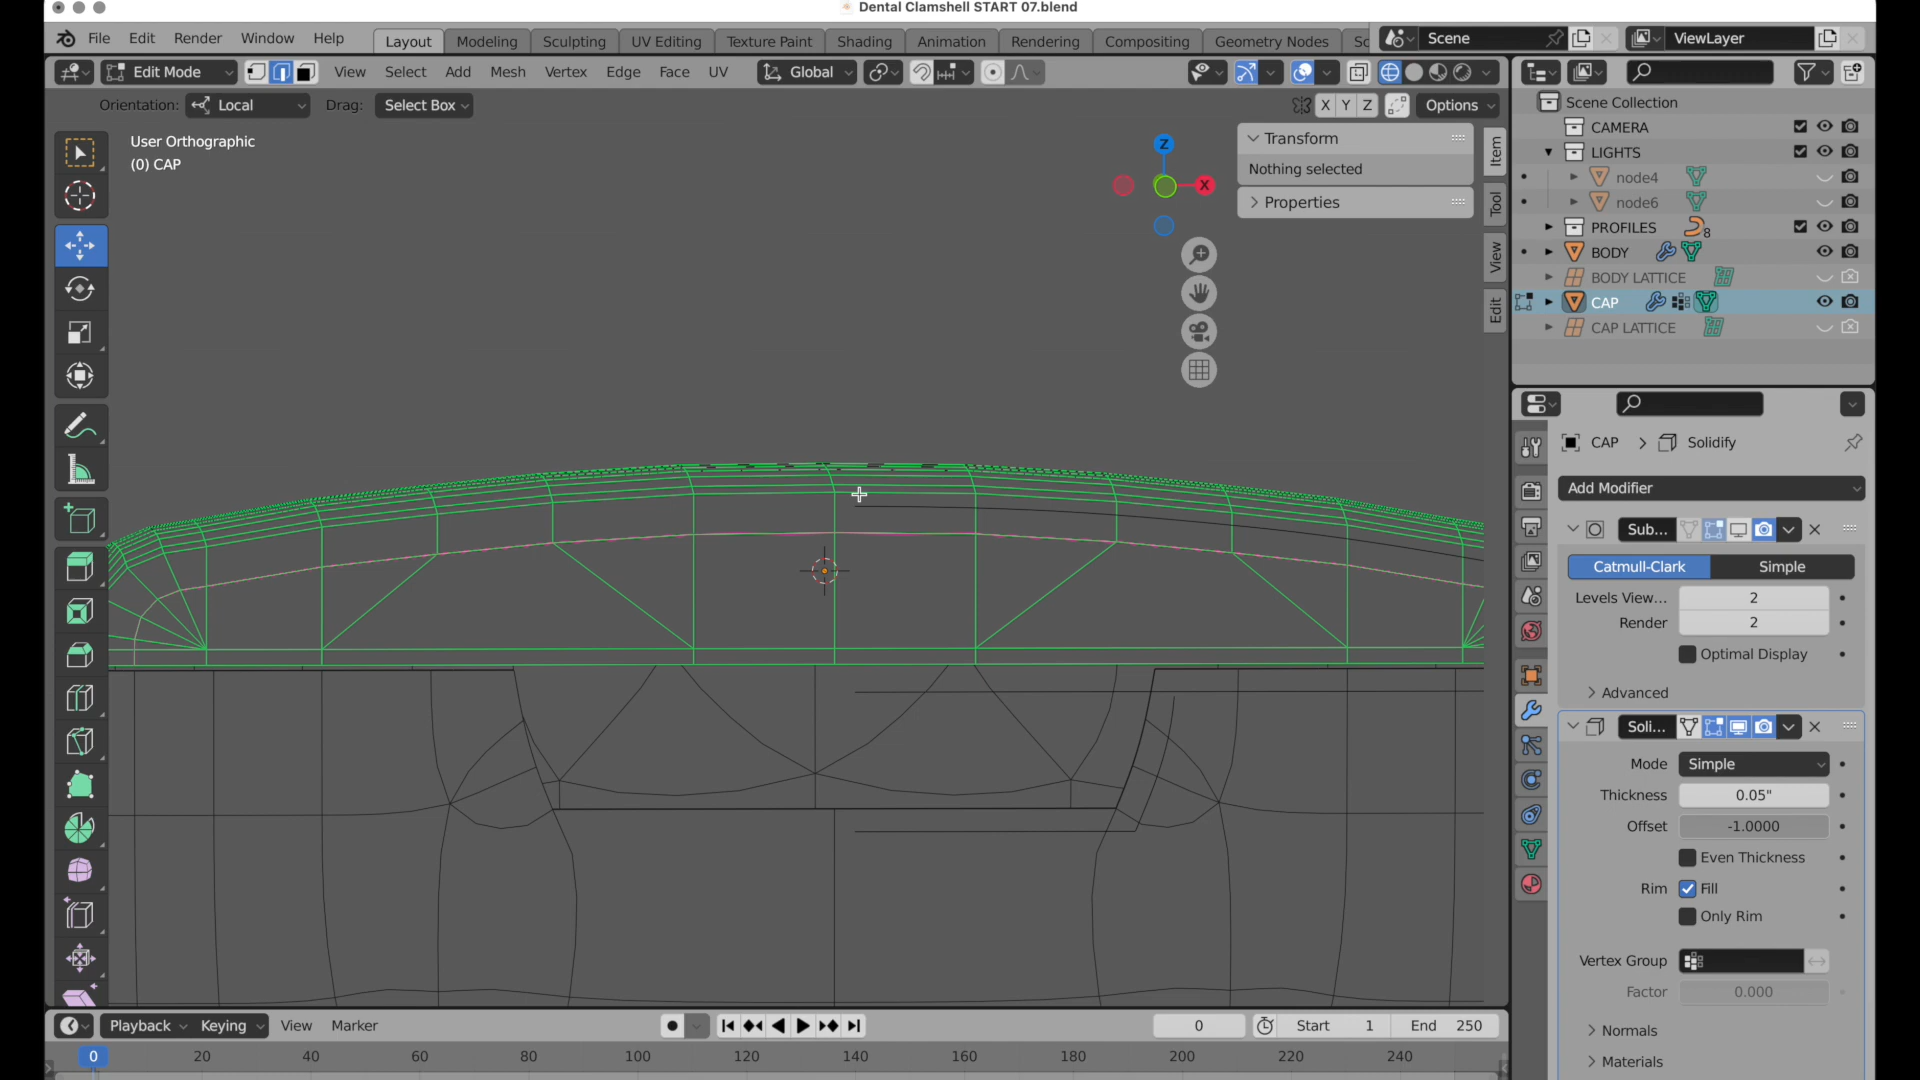 Dental Clamshell START 07.blend
File Edit Render Window Help Layout Modeling Sculpting UV Editing Texture Paint Shading Animation Rendering Compositing Geometry Nodes Sc Scene ViewLayer
Edit Mode View Select Add Mesh Vertex Edge Face UV Global
Orientation: Local Drag: Select Box X Y Z Options
User Orthographic
(0) CAP
Z
X
Transform
Nothing selected
Properties
Item
Tool
View
Edit
Scene Collection
CAMERA
LIGHTS
node4
node6
PROFILES 8
BODY
BODY LATTICE
CAP
CAP LATTICE
CAP > Solidify
Add Modifier
Sub...
Catmull-Clark Simple
Levels View... 2
Render 2
Optimal Display
Advanced
Soli...
Mode Simple
Thickness 0.05"
Offset -1.0000
Even Thickness
Rim Fill
Only Rim
Vertex Group
Factor 0.000
Normals
Materials
Playback Keying View Marker 0 Start 1 End 250
0 20 40 60 80 100 120 140 160 180 200 220 240